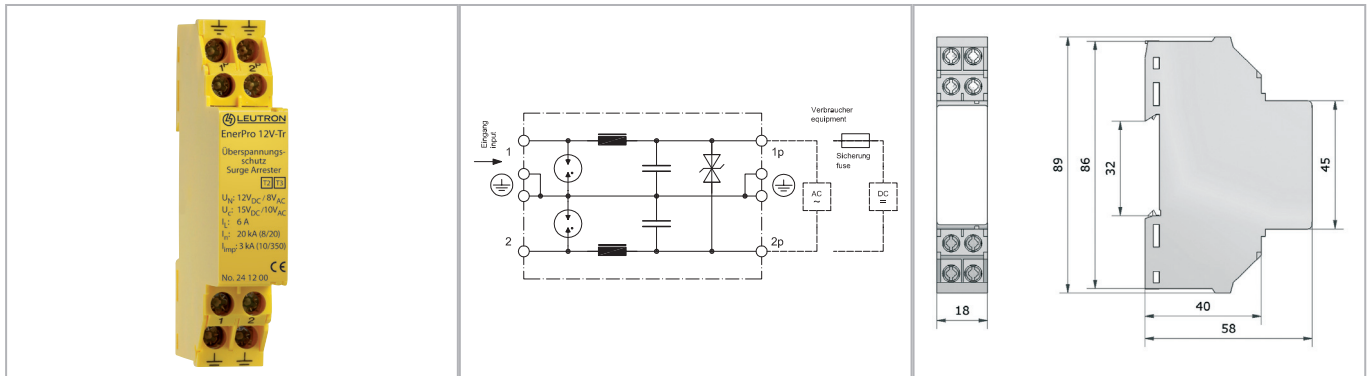 1P 2P
LEUTRON
EnerPro 12V-Tr
Überspannungs-
schutz
Surge Arrester
T2 T3
UN: 12VDC/8VAC
UC: 15VDC/10VAC
IL: 6 A
In: 20 kA (8/20)
Iimp: 3 kA (10/350)
CE
No. 24 12 00
1 2
Eingang
input
1
2
1p
2p
Verbraucher
equipment
Sicherung
fuse
AC
~
DC
=
18
89
86
32
45
40
58